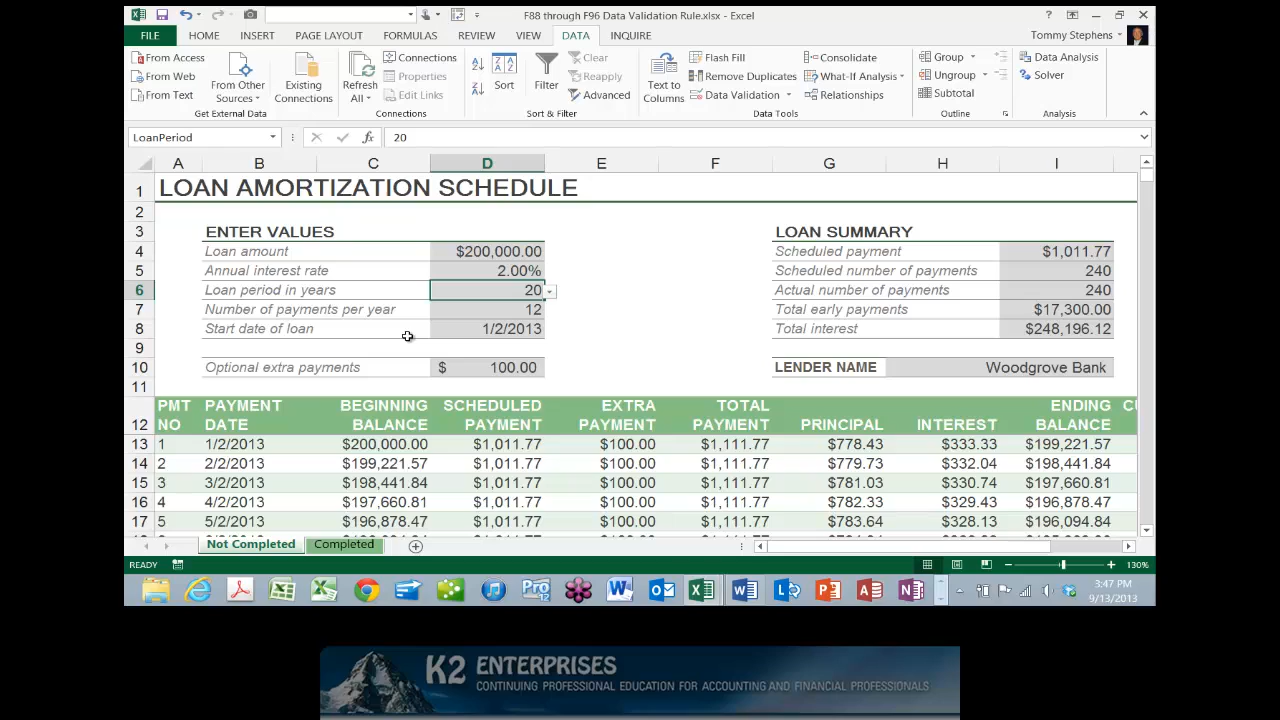 F88 through F96 Data Validation Rule.xlsx - Excel
FILE HOME INSERT PAGE LAYOUT FORMULAS REVIEW VIEW DATA INQUIRE Tommy Stephens
From Access
From Web
From Text
From Other Sources
Existing Connections
Get External Data
Refresh All
Connections
Properties
Edit Links
Connections
Sort
Filter
Clear
Reapply
Advanced
Sort & Filter
Text to Columns
Flash Fill
Remove Duplicates
Data Validation
Consolidate
What-If Analysis
Relationships
Data Tools
Group
Ungroup
Subtotal
Outline
Data Analysis
Solver
Analysis
LoanPeriod fx 20
A B C D E F G H I
1 LOAN AMORTIZATION SCHEDULE
2
3 ENTER VALUES LOAN SUMMARY
4 Loan amount $200,000.00 Scheduled payment $1,011.77
5 Annual interest rate 2.00% Scheduled number of payments 240
6 Loan period in years 20 Actual number of payments 240
7 Number of payments per year 12 Total early payments $17,300.00
8 Start date of loan 1/2/2013 Total interest $248,196.12
9
10 Optional extra payments $ 100.00 LENDER NAME Woodgrove Bank
11
PMT PAYMENT BEGINNING SCHEDULED EXTRA TOTAL ENDING CU
12 NO DATE BALANCE PAYMENT PAYMENT PAYMENT PRINCIPAL INTEREST BALANCE
13 1 1/2/2013 $200,000.00 $1,011.77 $100.00 $1,111.77 $778.43 $333.33 $199,221.57
14 2 2/2/2013 $199,221.57 $1,011.77 $100.00 $1,111.77 $779.73 $332.04 $198,441.84
15 3 3/2/2013 $198,441.84 $1,011.77 $100.00 $1,111.77 $781.03 $330.74 $197,660.81
16 4 4/2/2013 $197,660.81 $1,011.77 $100.00 $1,111.77 $782.33 $329.43 $196,878.47
17 5 5/2/2013 $196,878.47 $1,011.77 $100.00 $1,111.77 $783.64 $328.13 $196,094.84
Not Completed Completed
READY 130%
3:47 PM
9/13/2013
K2 ENTERPRISES
CONTINUING PROFESSIONAL EDUCATION FOR ACCOUNTING AND FINANCIAL PROFESSIONALS